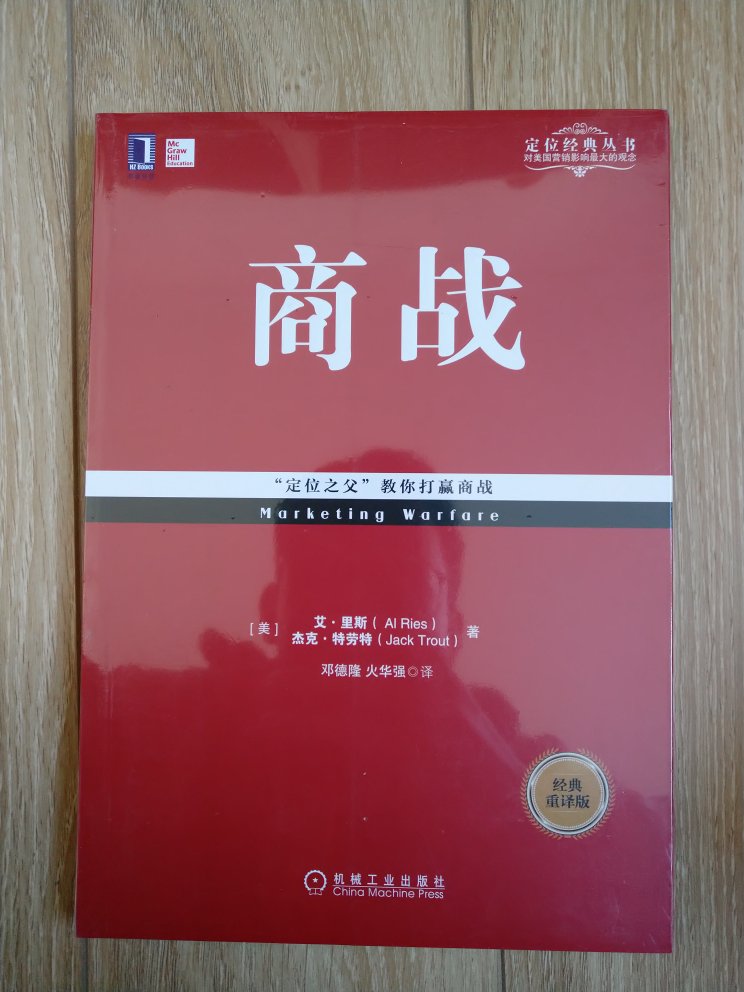 HZ BOOKS
Mc
Graw
Hill
Education
定位经典丛书
对美国营销影响最大的观念
商战
“定位之父”教你打赢商战
Marketing Warfare
[美]
艾·里斯（Al Ries）
杰克·特劳特（Jack Trout）
著
邓德隆 火华强◎译
经典
重译版
机械工业出版社
China Machine Press